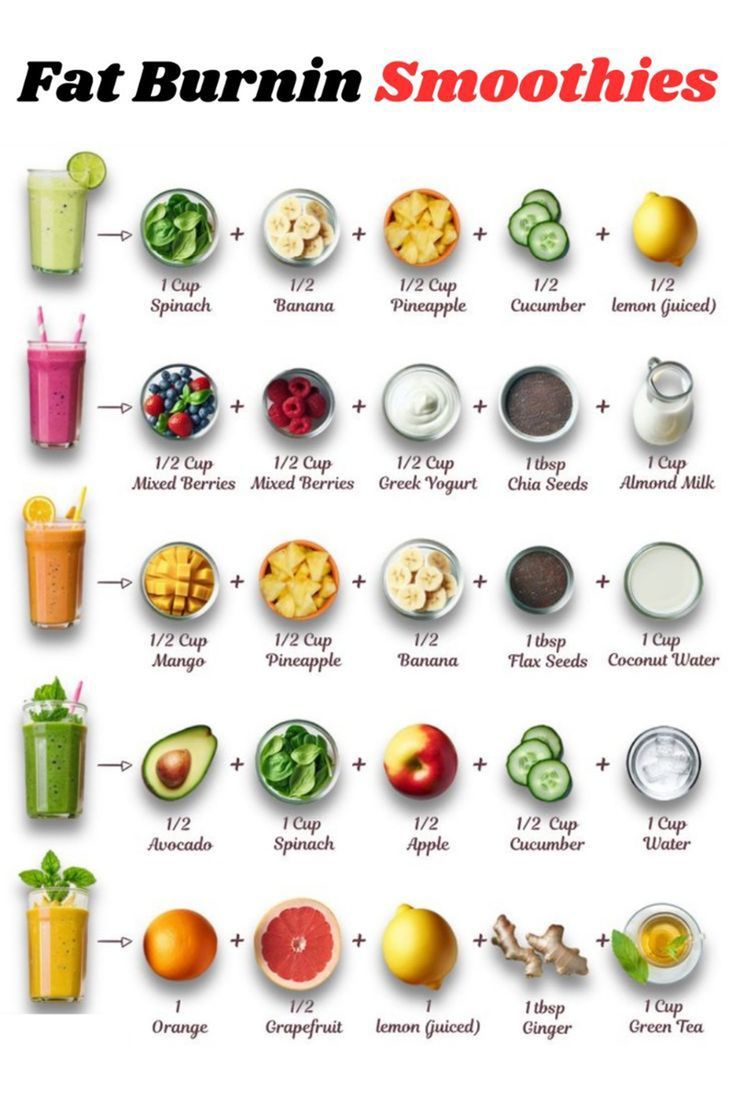 Fat Burnin Smoothies
1 Cup
Spinach
1/2
Banana
1/2 Cup
Pineapple
1/2
Cucumber
1/2
lemon (juiced)
1/2 Cup
Mixed Berries
1/2 Cup
Mixed Berries
1/2 Cup
Greek Yogurt
1 tbsp
Chia Seeds
1 Cup
Almond Milk
1/2 Cup
Mango
1/2 Cup
Pineapple
1/2
Banana
1 tbsp
Flax Seeds
1 Cup
Coconut Water
1/2
Avocado
1 Cup
Spinach
1/2
Apple
1/2 Cup
Cucumber
1 Cup
Water
1
Orange
1/2
Grapefruit
1
lemon (juiced)
1 tbsp
Ginger
1 Cup
Green Tea